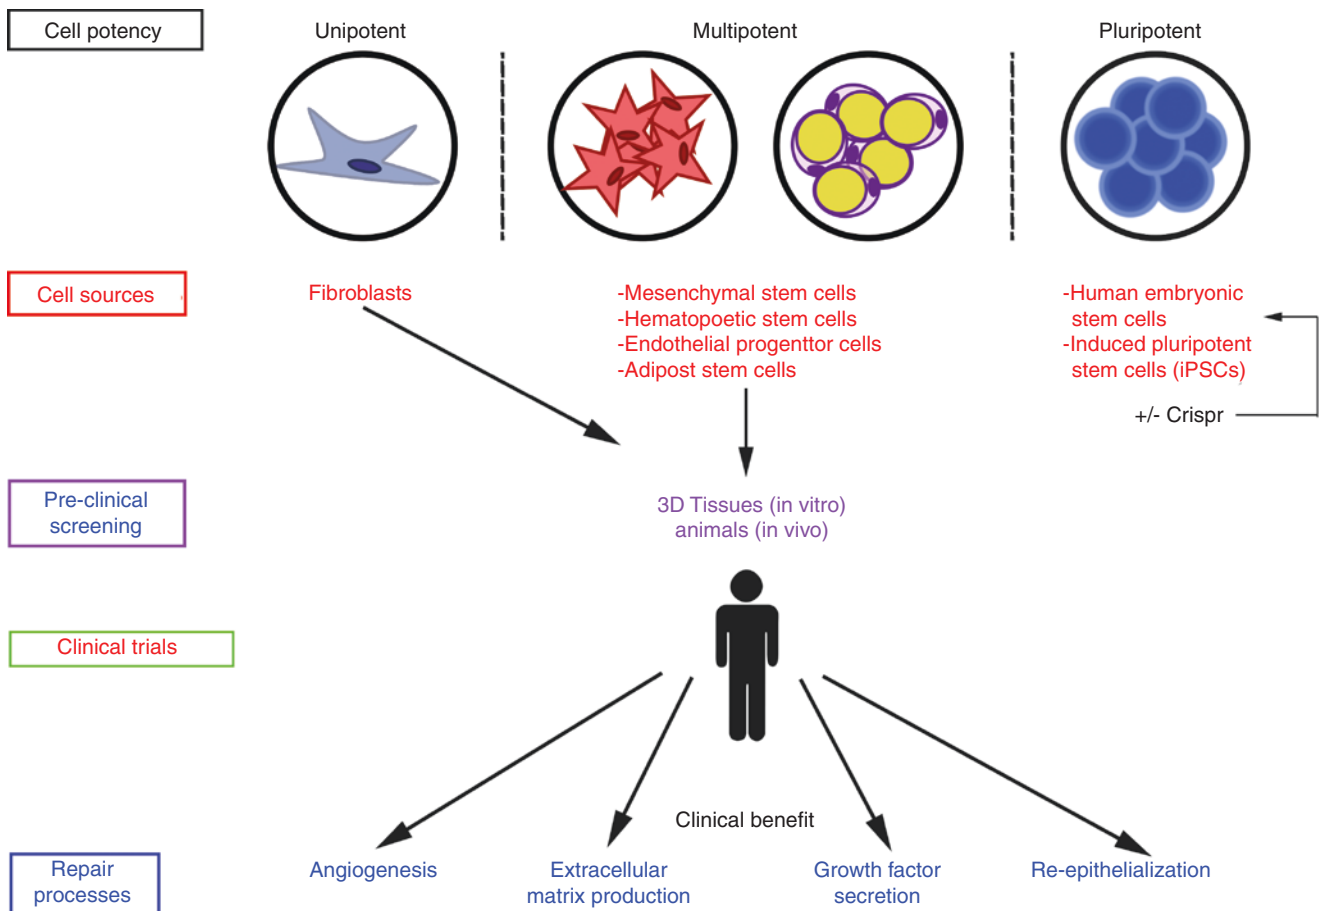 Cell potency
Unipotent
Multipotent
Pluripotent
Cell sources
Fibroblasts
-Mesenchymal stem cells
-Hematopoetic stem cells
-Endothelial progenttor cells
-Adipost stem cells
-Human embryonic
stem cells
-Induced pluripotent
stem cells (iPSCs)
+/- Crispr
Pre-clinical
screening
3D Tissues (in vitro)
animals (in vivo)
Clinical trials
Clinical benefit
Repair
processes
Angiogenesis
Extracellular
matrix production
Growth factor
secretion
Re-epithelialization